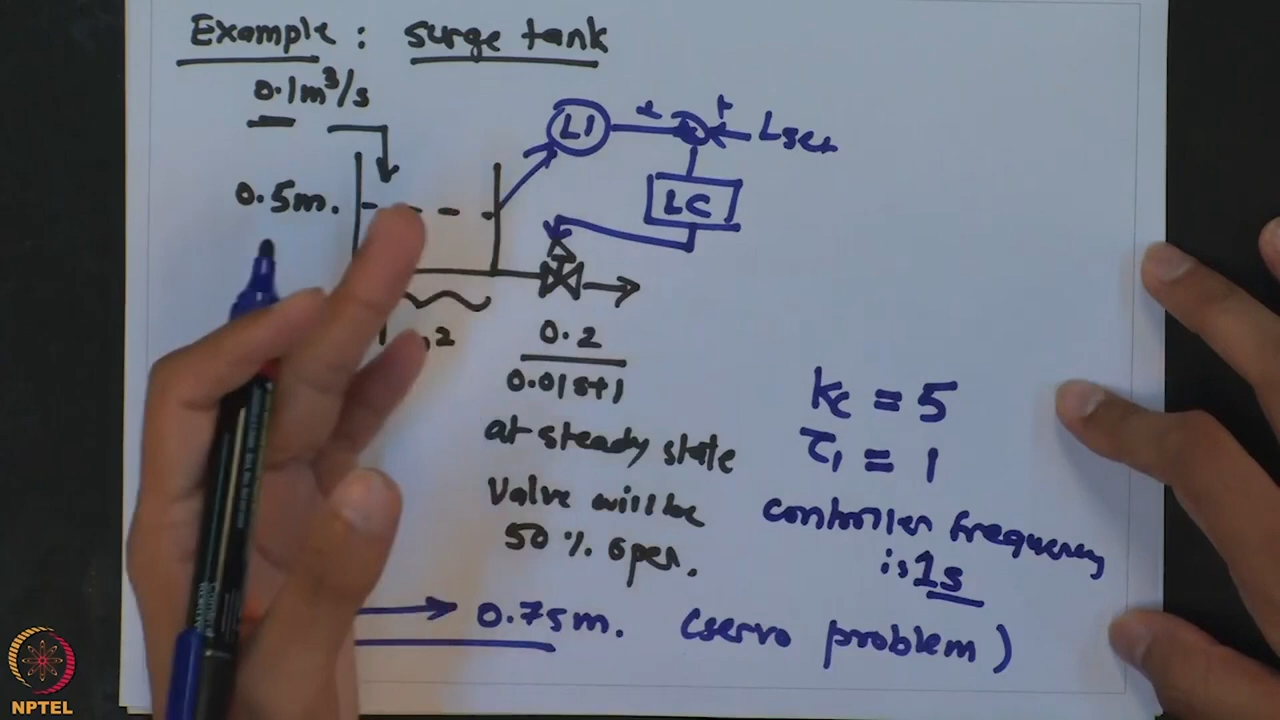 Example: surge tank
0.1m³/s
LI
- +
Lset
0.5m.
LC
,2
0.2
0.01s+1
at steady state
valve will be
50% open.
Kc = 5
τI = 1
controller frequency
is 1s
0.75m. (servo problem)
NPTEL